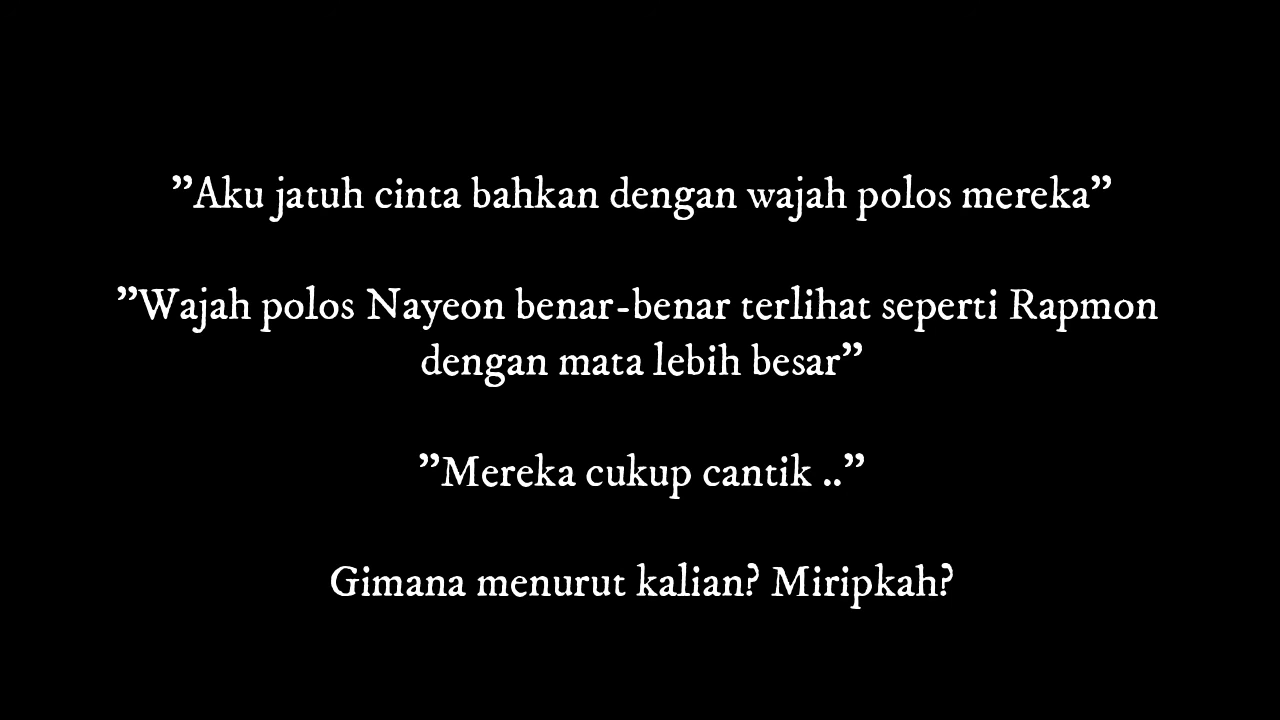 ”Aku jatuh cinta bahkan dengan wajah polos mereka”
”Wajah polos Nayeon benar-benar terlihat seperti Rapmon
dengan mata lebih besar”
”Mereka cukup cantik ..”
Gimana menurut kalian? Miripkah?